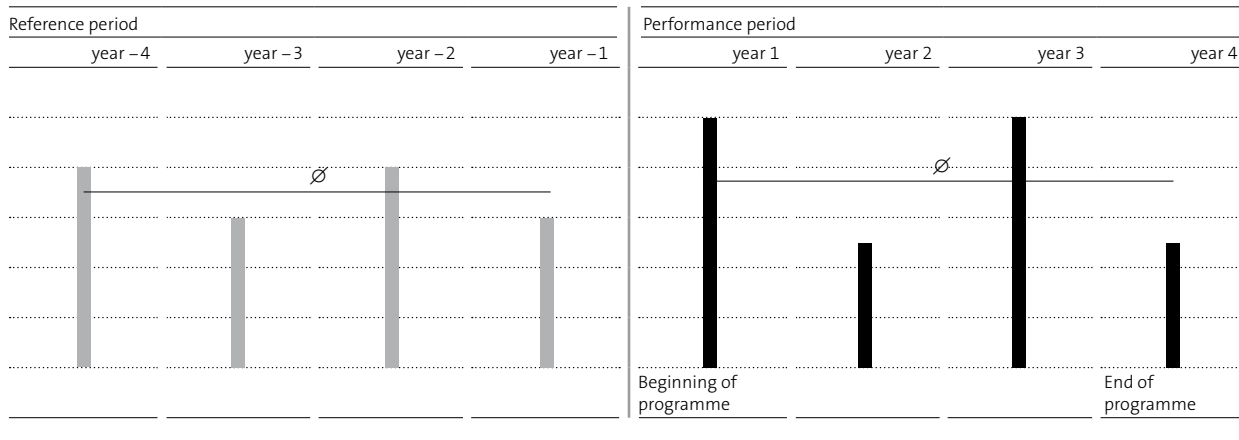 Reference period
Performance period
year – 4
year – 3
year – 2
year – 1
year 1
year 2
year 3
year 4
∅
∅
Beginning of
programme
End of
programme